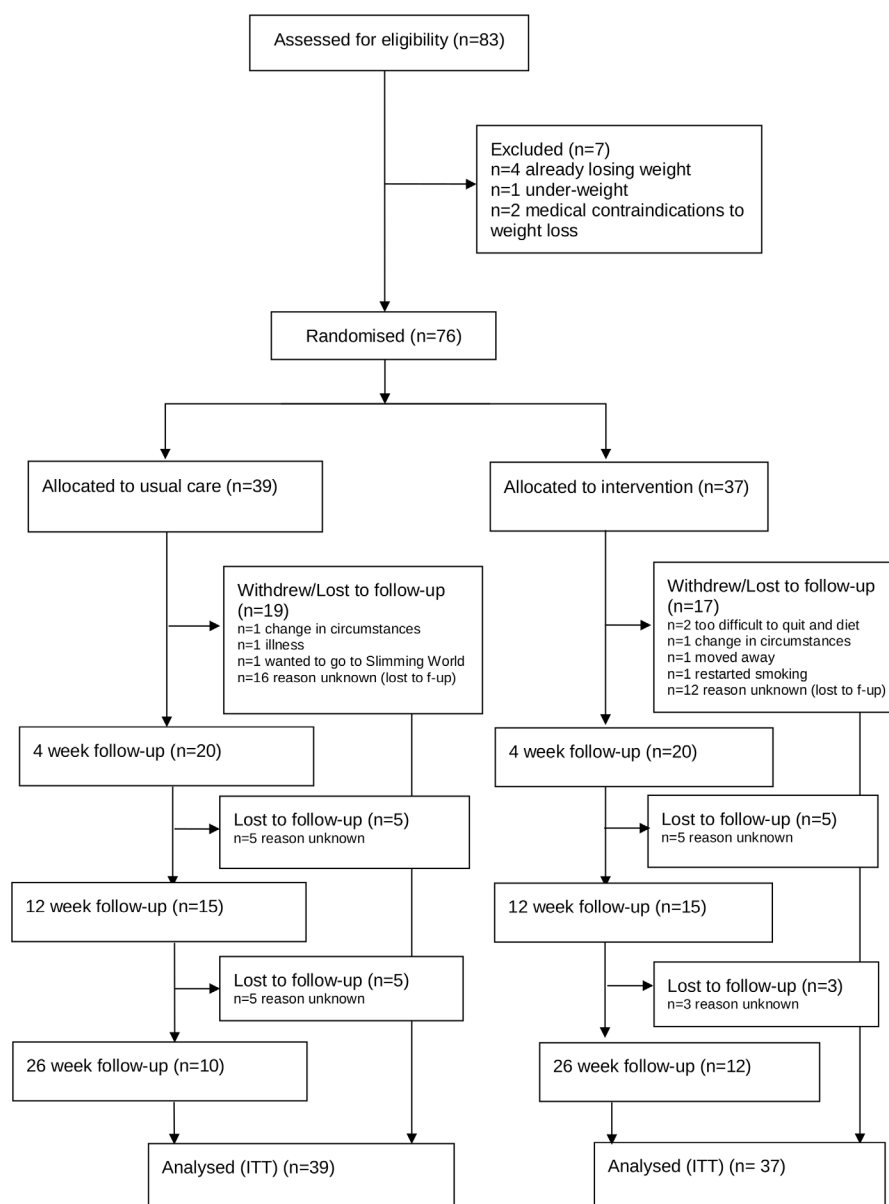 Assessed for eligibility (n=83)
Excluded (n=7)
n=4 already losing weight
n=1 under-weight
n=2 medical contraindications to
weight loss
Randomised (n=76)
Allocated to usual care (n=39)
Allocated to intervention (n=37)
Withdrew/Lost to follow-up
(n=19)
n=1 change in circumstances
n=1 illness
n=1 wanted to go to Slimming World
n=16 reason unknown (lost to f-up)
Withdrew/Lost to follow-up
(n=17)
n=2 too difficult to quit and diet
n=1 change in circumstances
n=1 moved away
n=1 restarted smoking
n=12 reason unknown (lost to f-up)
4 week follow-up (n=20)
4 week follow-up (n=20)
Lost to follow-up (n=5)
n=5 reason unknown
Lost to follow-up (n=5)
n=5 reason unknown
12 week follow-up (n=15)
12 week follow-up (n=15)
Lost to follow-up (n=5)
n=5 reason unknown
Lost to follow-up (n=3)
n=3 reason unknown
26 week follow-up (n=10)
26 week follow-up (n=12)
Analysed (ITT) (n=39)
Analysed (ITT) (n= 37)